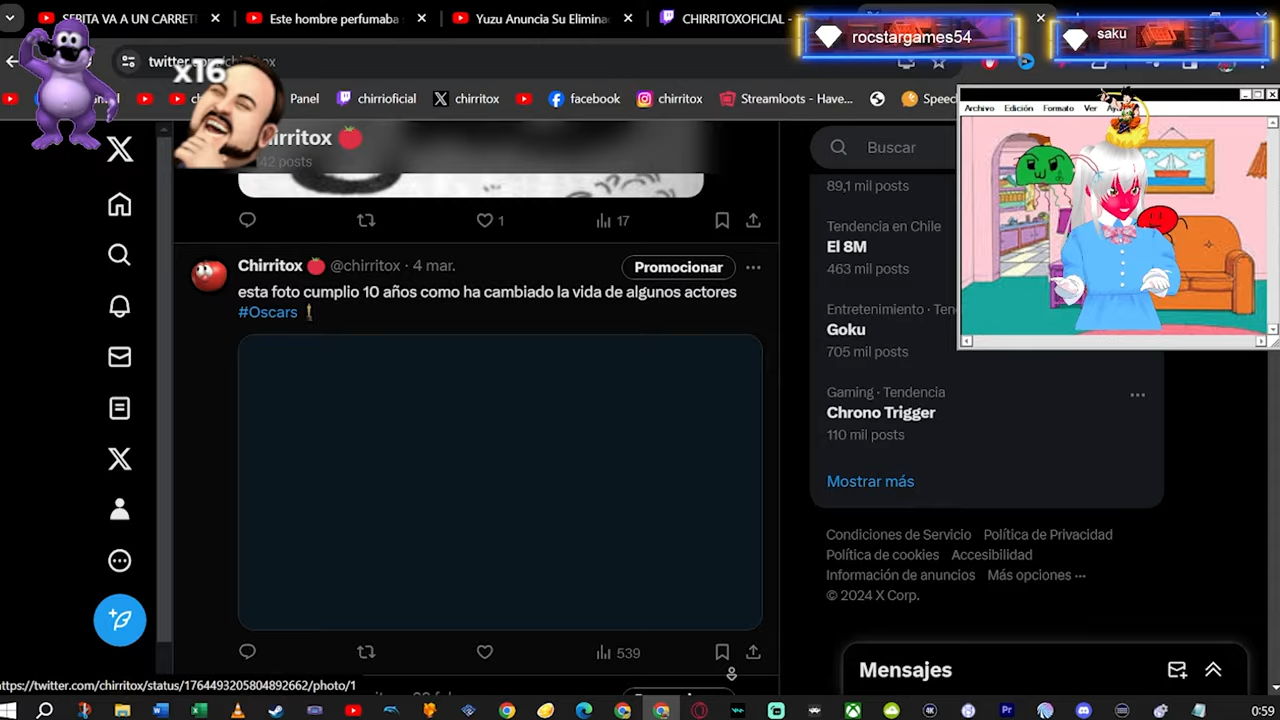 SEBITA VA A UN CARRET
Este hombre perfumaba
Yuzu Anuncia Su Elimina
CHIRRITOXOFICIAL -
rocstargames54
saku
x16
Panel
chirrioficial
chirritox
facebook
chirritox
Streamloots - Have...
Speec
Archivo Edición Formato Ver
Buscar
89,1 mil posts
Tendencia en Chile
El 8M
463 mil posts
Entretenimiento · Ten
Goku
705 mil posts
Gaming · Tendencia
Chrono Trigger
110 mil posts
Mostrar más
1
17
Chirritox @chirritox · 4 mar.
Promocionar
esta foto cumplio 10 años como ha cambiado la vida de algunos actores
#Oscars
539
Condiciones de Servicio Política de Privacidad
Política de cookies Accesibilidad
Información de anuncios Más opciones ···
© 2024 X Corp.
Mensajes
https://twitter.com/chirritox/status/1764493205804892662/photo/1
0:59